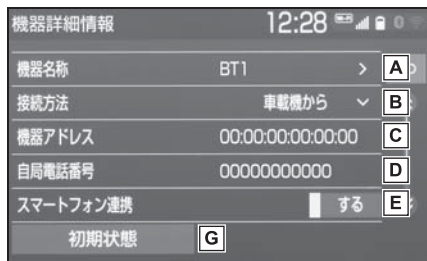 機器詳細情報 12:28
機器名称 BT1 > A
接続方法 車載機から B
機器アドレス 00:00:00:00:00:00 C
自局電話番号 00000000000 D
スマートフォン連携 する E
初期状態 G